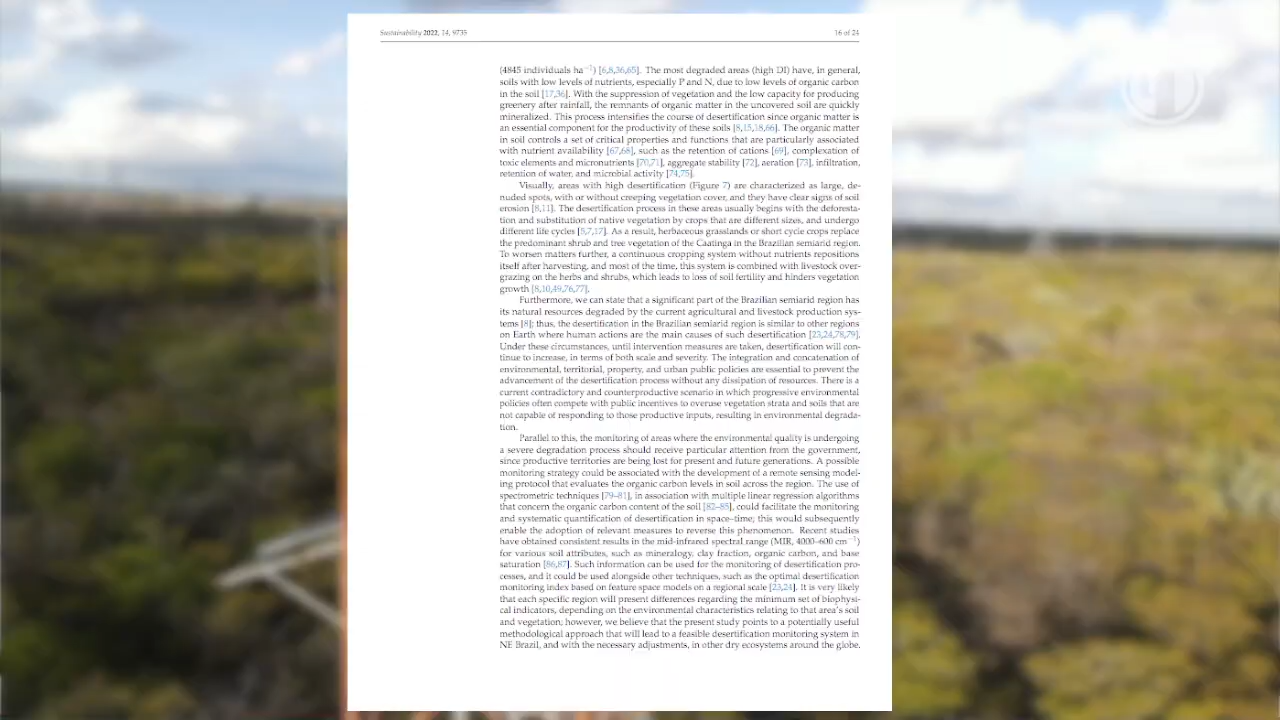 Sustainability 2022, 14, 9735
16 of 24
(4845 individuals ha−1) [6,8,36,65]. The most degraded areas (high DI) have, in general,
soils with low levels of nutrients, especially P and N, due to low levels of organic carbon
in the soil [17,36]. With the suppression of vegetation and the low capacity for producing
greenery after rainfall, the remnants of organic matter in the uncovered soil are quickly
mineralized. This process intensifies the course of desertification since organic matter is
an essential component for the productivity of these soils [8,15,18,66]. The organic matter
in soil controls a set of critical properties and functions that are particularly associated
with nutrient availability [67,68], such as the retention of cations [69], complexation of
toxic elements and micronutrients [70,71], aggregate stability [72], aeration [73], infiltration,
retention of water, and microbial activity [74,75].
Visually, areas with high desertification (Figure 7) are characterized as large, de-
nuded spots, with or without creeping vegetation cover, and they have clear signs of soil
erosion [8,11]. The desertification process in these areas usually begins with the deforesta-
tion and substitution of native vegetation by crops that are different sizes, and undergo
different life cycles [5,7,17]. As a result, herbaceous grasslands or short cycle crops replace
the predominant shrub and tree vegetation of the Caatinga in the Brazilian semiarid region.
To worsen matters further, a continuous cropping system without nutrients repositions
itself after harvesting, and most of the time, this system is combined with livestock over-
grazing on the herbs and shrubs, which leads to loss of soil fertility and hinders vegetation
growth [8,10,49,76,77].
Furthermore, we can state that a significant part of the Brazilian semiarid region has
its natural resources degraded by the current agricultural and livestock production sys-
tems [8]; thus, the desertification in the Brazilian semiarid region is similar to other regions
on Earth where human actions are the main causes of such desertification [23,24,78,79].
Under these circumstances, until intervention measures are taken, desertification will con-
tinue to increase, in terms of both scale and severity. The integration and concatenation of
environmental, territorial, property, and urban public policies are essential to prevent the
advancement of the desertification process without any dissipation of resources. There is a
current contradictory and counterproductive scenario in which progressive environmental
policies often compete with public incentives to overuse vegetation strata and soils that are
not capable of responding to those productive inputs, resulting in environmental degrada-
tion.
Parallel to this, the monitoring of areas where the environmental quality is undergoing
a severe degradation process should receive particular attention from the government,
since productive territories are being lost for present and future generations. A possible
monitoring strategy could be associated with the development of a remote sensing model-
ing protocol that evaluates the organic carbon levels in soil across the region. The use of
spectrometric techniques [79–81], in association with multiple linear regression algorithms
that concern the organic carbon content of the soil [82–85], could facilitate the monitoring
and systematic quantification of desertification in space–time; this would subsequently
enable the adoption of relevant measures to reverse this phenomenon. Recent studies
have obtained consistent results in the mid-infrared spectral range (MIR, 4000–600 cm−1)
for various soil attributes, such as mineralogy, clay fraction, organic carbon, and base
saturation [86,87]. Such information can be used for the monitoring of desertification pro-
cesses, and it could be used alongside other techniques, such as the optimal desertification
monitoring index based on feature space models on a regional scale [23,24]. It is very likely
that each specific region will present differences regarding the minimum set of biophysi-
cal indicators, depending on the environmental characteristics relating to that area's soil
and vegetation; however, we believe that the present study points to a potentially useful
methodological approach that will lead to a feasible desertification monitoring system in
NE Brazil, and with the necessary adjustments, in other dry ecosystems around the globe.